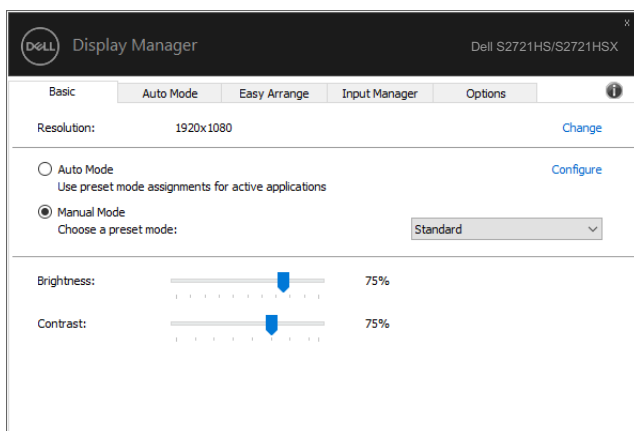 x
DELL Display Manager Dell S2721HS/S2721HSX
Basic Auto Mode Easy Arrange Input Manager Options i
Resolution: 1920x1080 Change
Auto Mode Configure
Use preset mode assignments for active applications
Manual Mode
Choose a preset mode: Standard
Brightness: 75%
Contrast: 75%